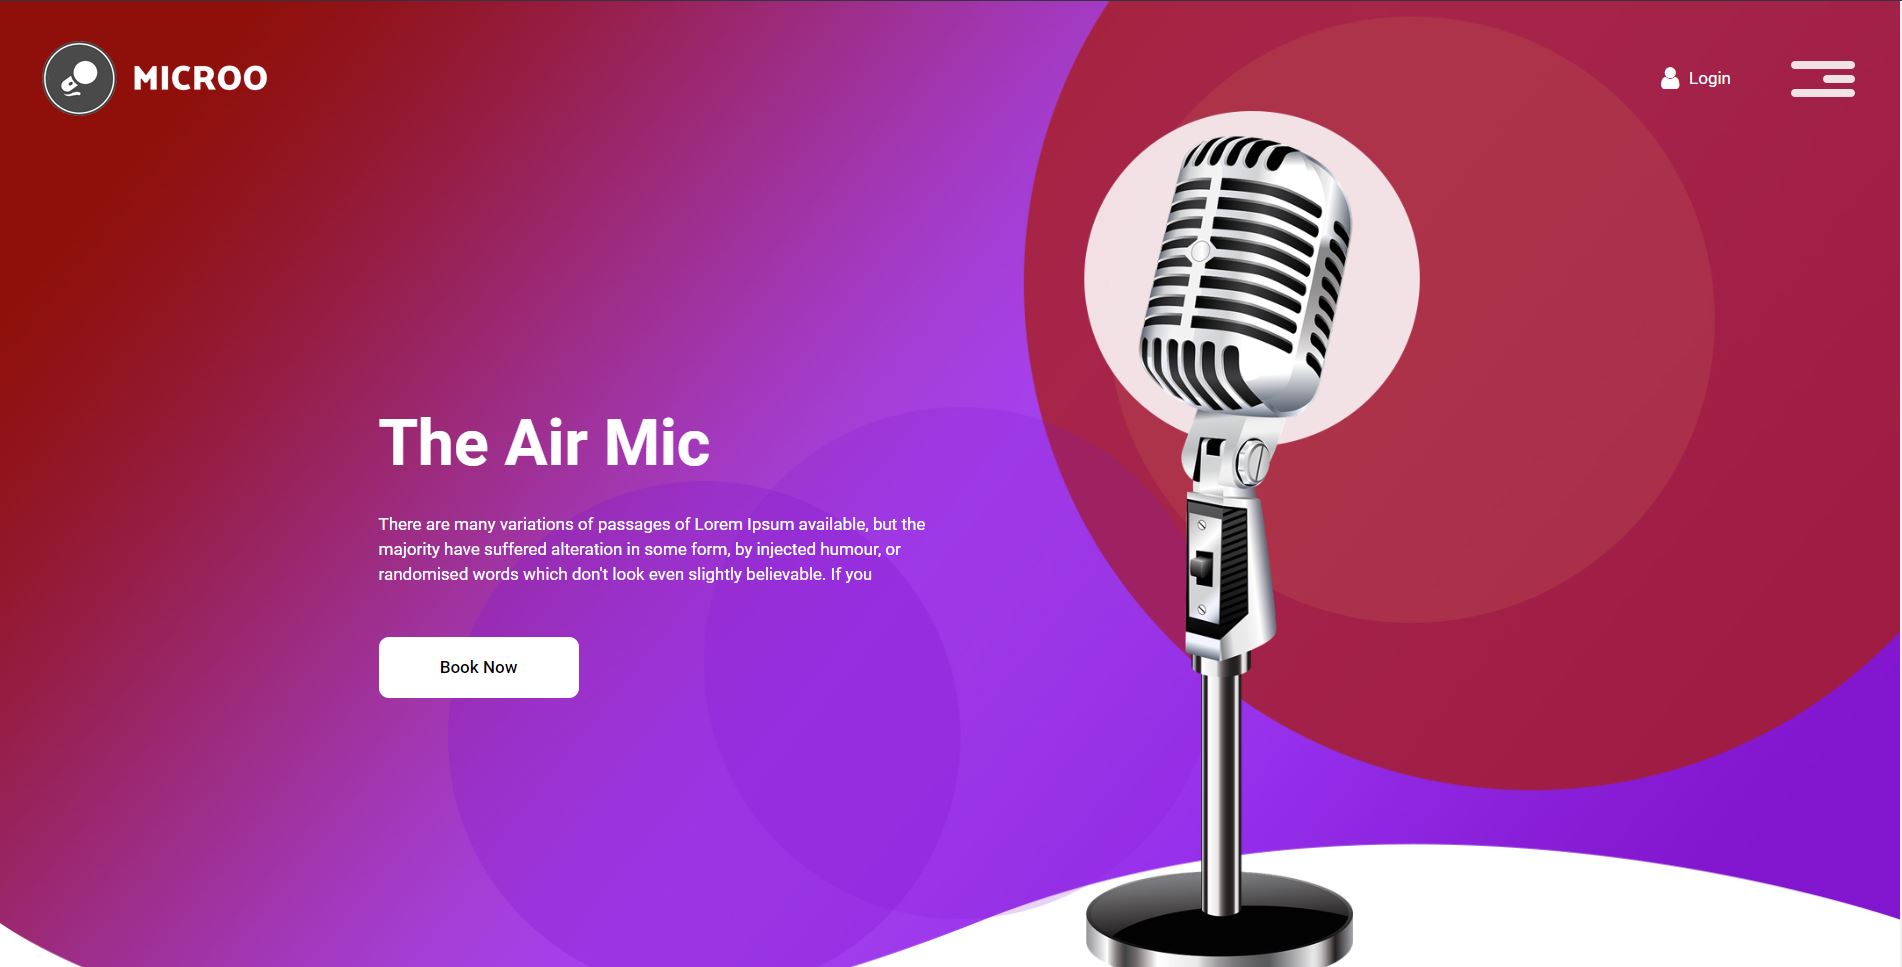 MICROO
Login
The Air Mic
There are many variations of passages of Lorem Ipsum available, but the
majority have suffered alteration in some form, by injected humour, or
randomised words which don't look even slightly believable. If you
Book Now